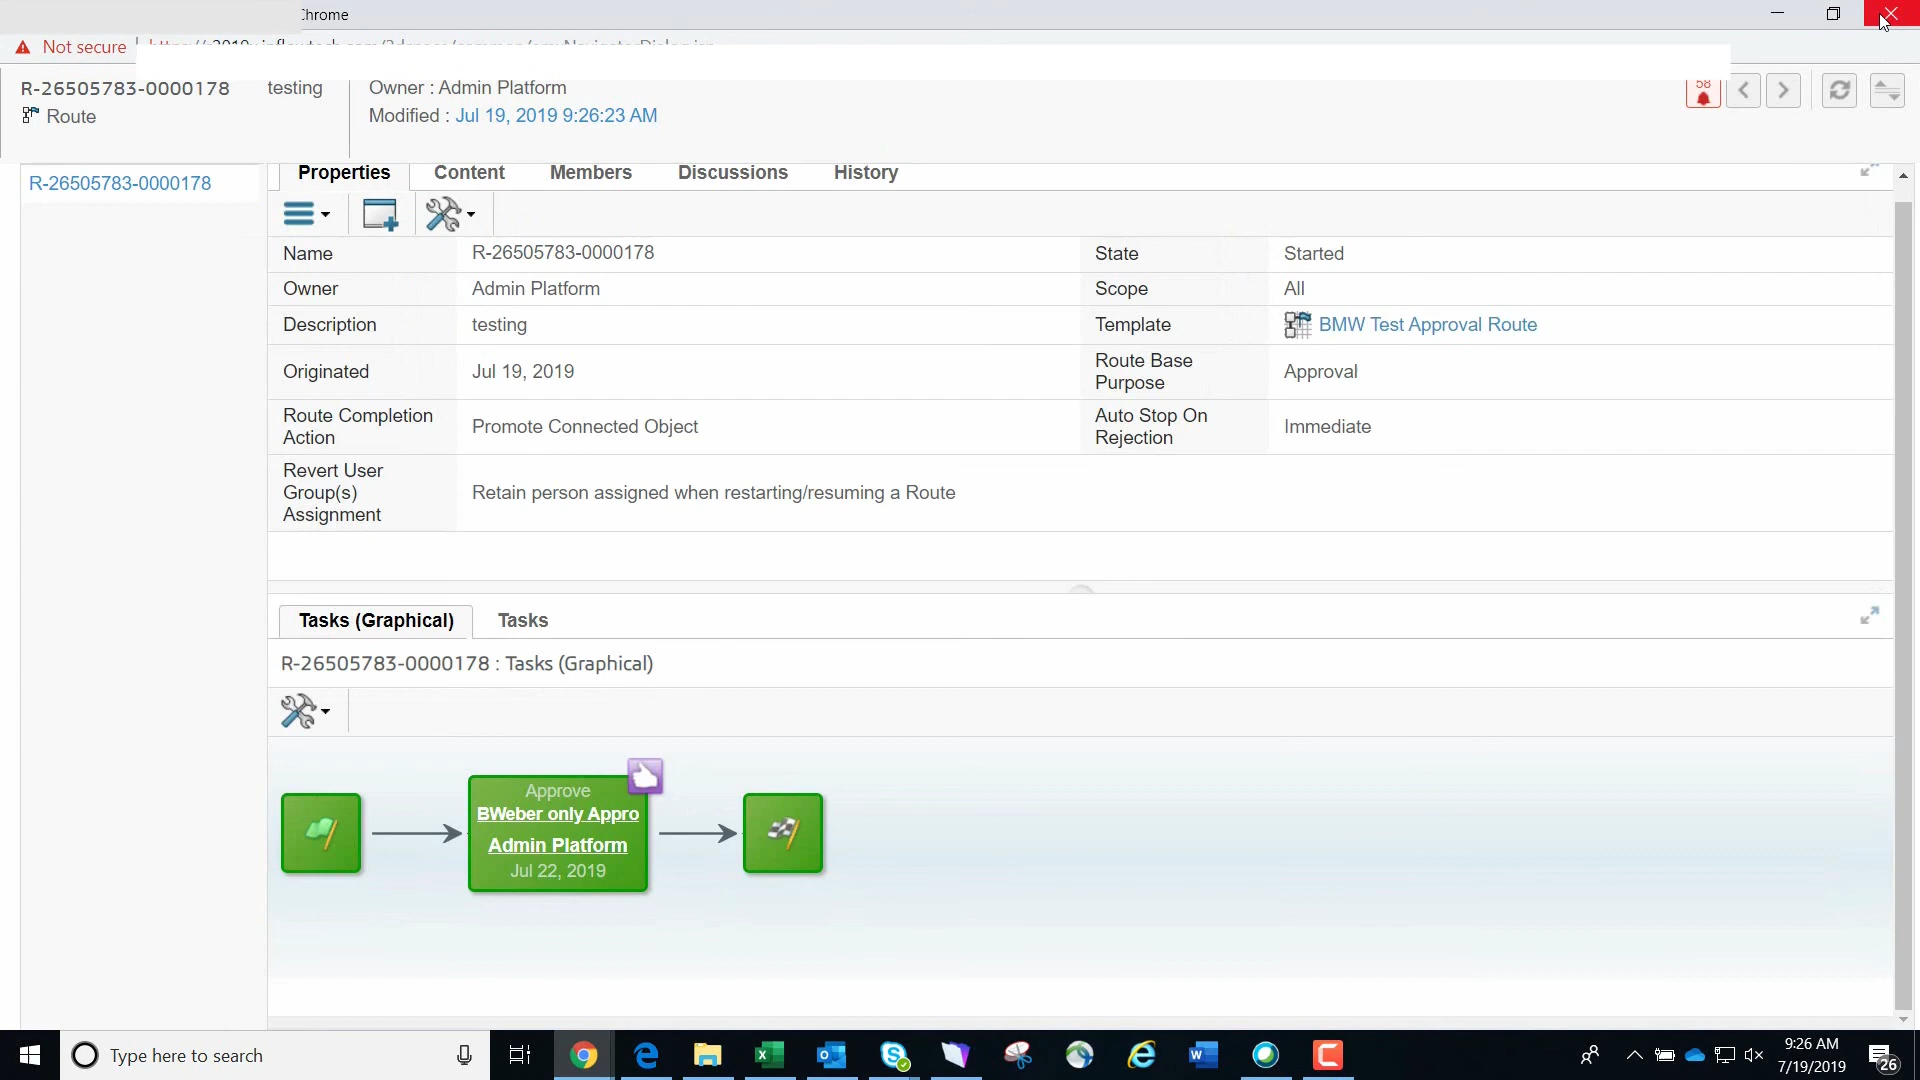 Chrome
Not secure
R-26505783-0000178
testing
Owner : Admin Platform
58
Route
Modified : Jul 19, 2019 9:26:23 AM
R-26505783-0000178
Properties
Content
Members
Discussions
History
Name
R-26505783-0000178
State
Started
Owner
Admin Platform
Scope
All
Description
testing
Template
BMW Test Approval Route
Originated
Jul 19, 2019
Route Base
Purpose
Approval
Route Completion
Action
Promote Connected Object
Auto Stop On
Rejection
Immediate
Revert User
Group(s)
Assignment
Retain person assigned when restarting/resuming a Route
Tasks (Graphical)
Tasks
R-26505783-0000178 : Tasks (Graphical)
Approve
BWeber only Appro
Admin Platform
Jul 22, 2019
Type here to search
9:26 AM
7/19/2019
26